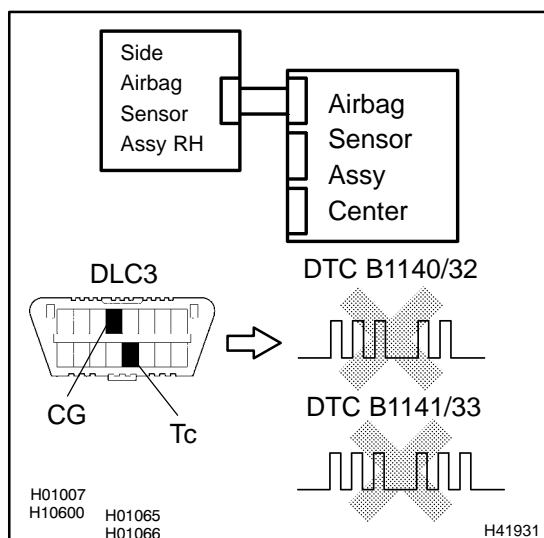 Side
Airbag
Sensor
Assy RH
Airbag
Sensor
Assy
Center
DLC3
DTC B1140/32
CG
Tc
DTC B1141/33
H01007
H10600
H01065
H01066
H41931